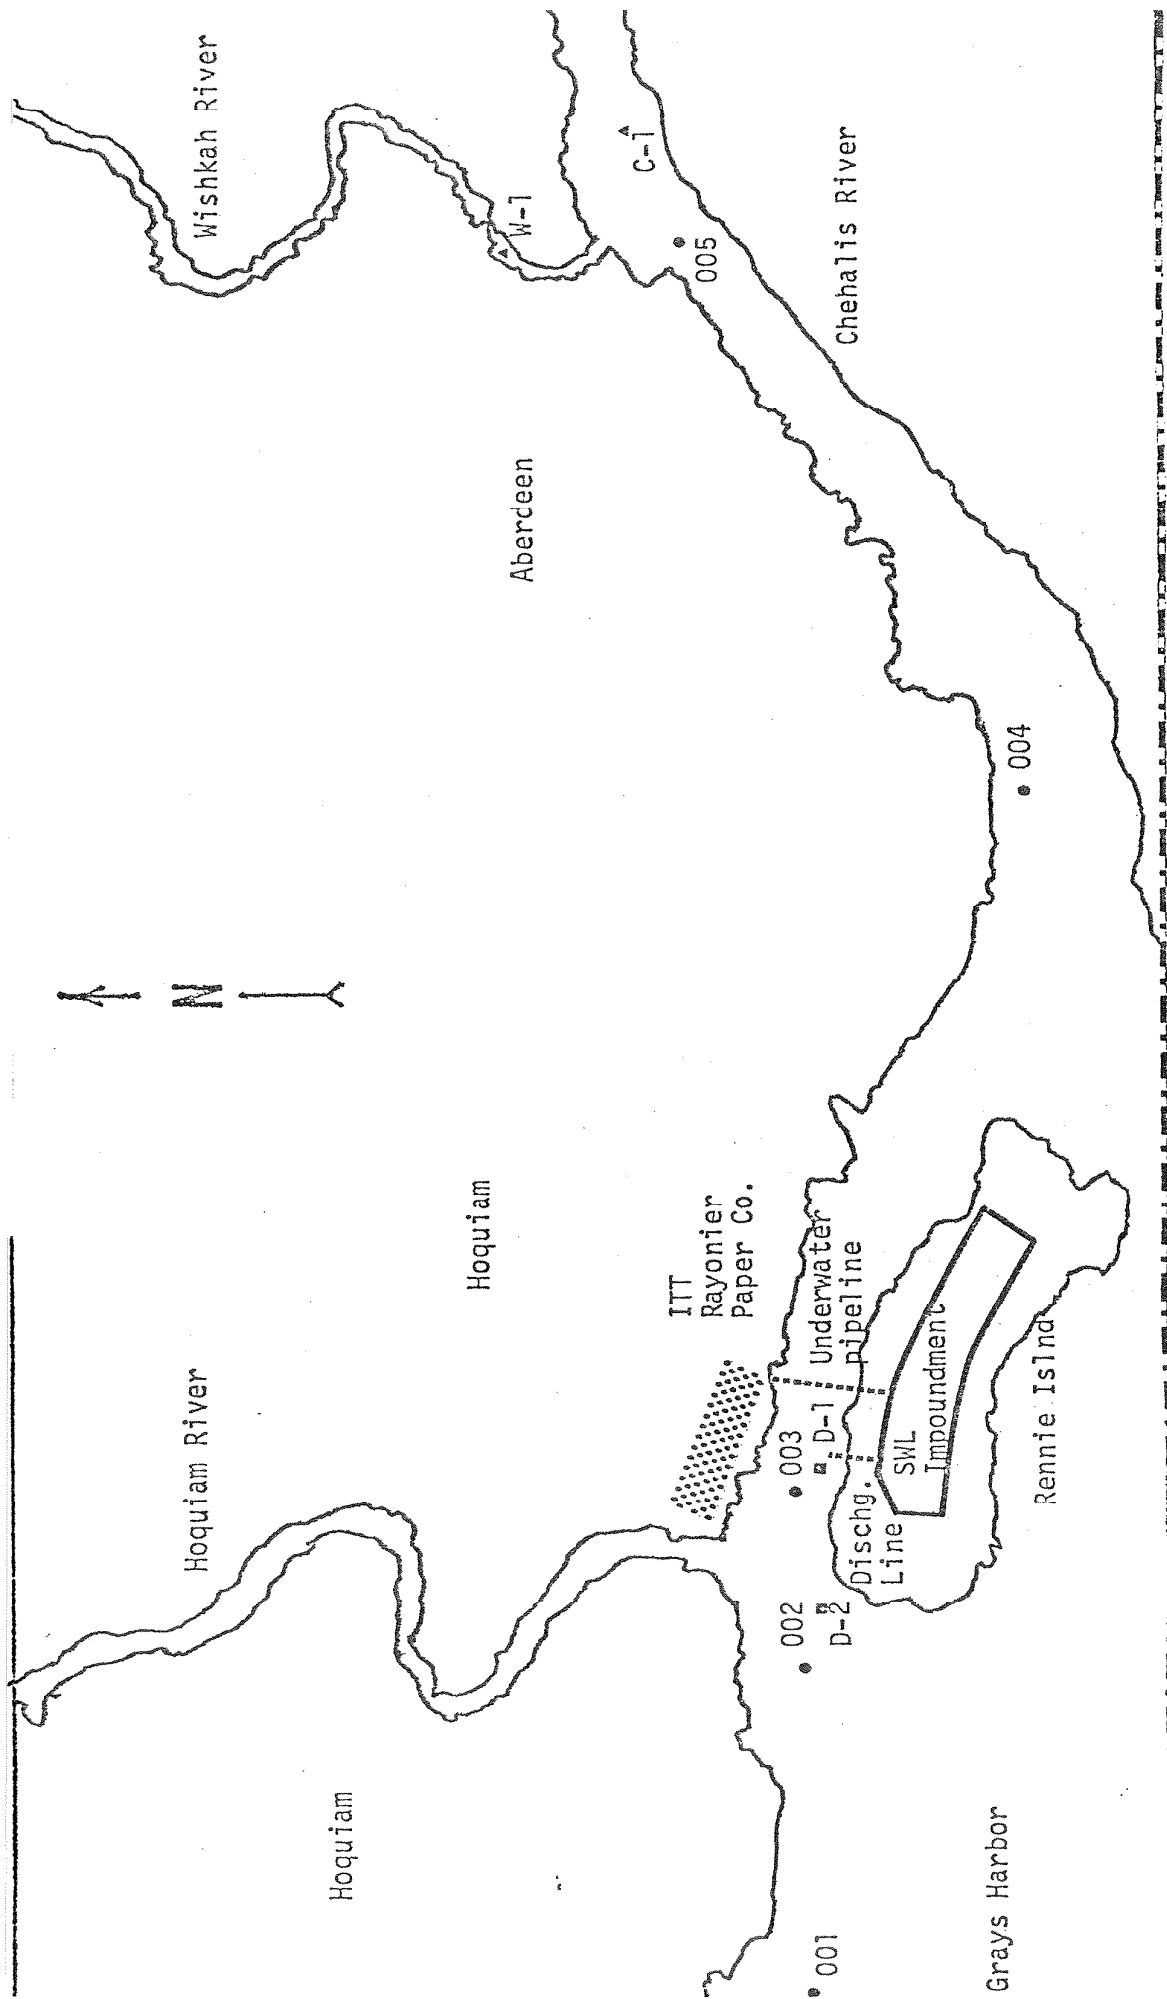 Wishkah River
W-1
C-1
005
Chehalis River
Aberdeen
004
N
Hoquiam
ITT
Rayonier
Paper Co.
Underwater
pipeline
Hoquiam River
003
D-1
Dischg.
Line
SWL
Impoundment
Rennie Islnd
002
D-2
Hoquiam
001
Grays Harbor